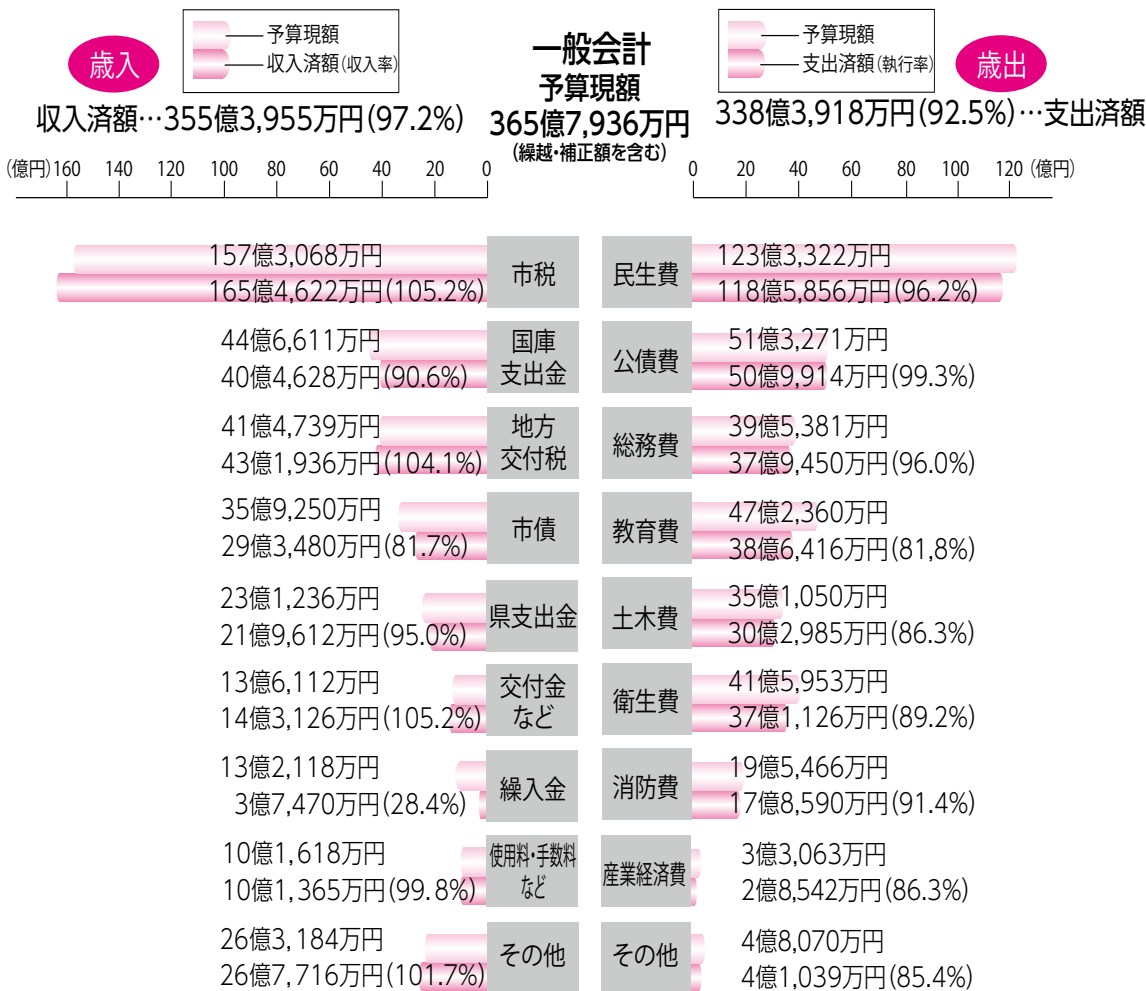 歳入
予算現額
収入済額(収入率)
収入済額…355億3,955万円(97.2%)
一般会計
予算現額
365億7,936万円
(繰越・補正額を含む)
予算現額
支出済額(執行率)
歳出
338億3,918万円(92.5%)…支出済額
(億円) 160 140 120 100 80 60 40 20 0
0 20 40 60 80 100 120 (億円)
157億3,068万円
165億4,622万円(105.2%)
市税
民生費
123億3,322万円
118億5,856万円(96.2%)
44億6,611万円
40億4,628万円(90.6%)
国庫
支出金
公債費
51億3,271万円
50億9,914万円(99.3%)
41億4,739万円
43億1,936万円(104.1%)
地方
交付税
総務費
39億5,381万円
37億9,450万円(96.0%)
35億9,250万円
29億3,480万円(81.7%)
市債
教育費
47億2,360万円
38億6,416万円(81,8%)
23億1,236万円
21億9,612万円(95.0%)
県支出金
土木費
35億1,050万円
30億2,985万円(86.3%)
13億6,112万円
14億3,126万円(105.2%)
交付金
など
衛生費
41億5,953万円
37億1,126万円(89.2%)
13億2,118万円
3億7,470万円(28.4%)
繰入金
消防費
19億5,466万円
17億8,590万円(91.4%)
10億1,618万円
10億1,365万円(99.8%)
使用料・手数料
など
産業経済費
3億3,063万円
2億8,542万円(86.3%)
26億3,184万円
26億7,716万円(101.7%)
その他
その他
4億8,070万円
4億1,039万円(85.4%)